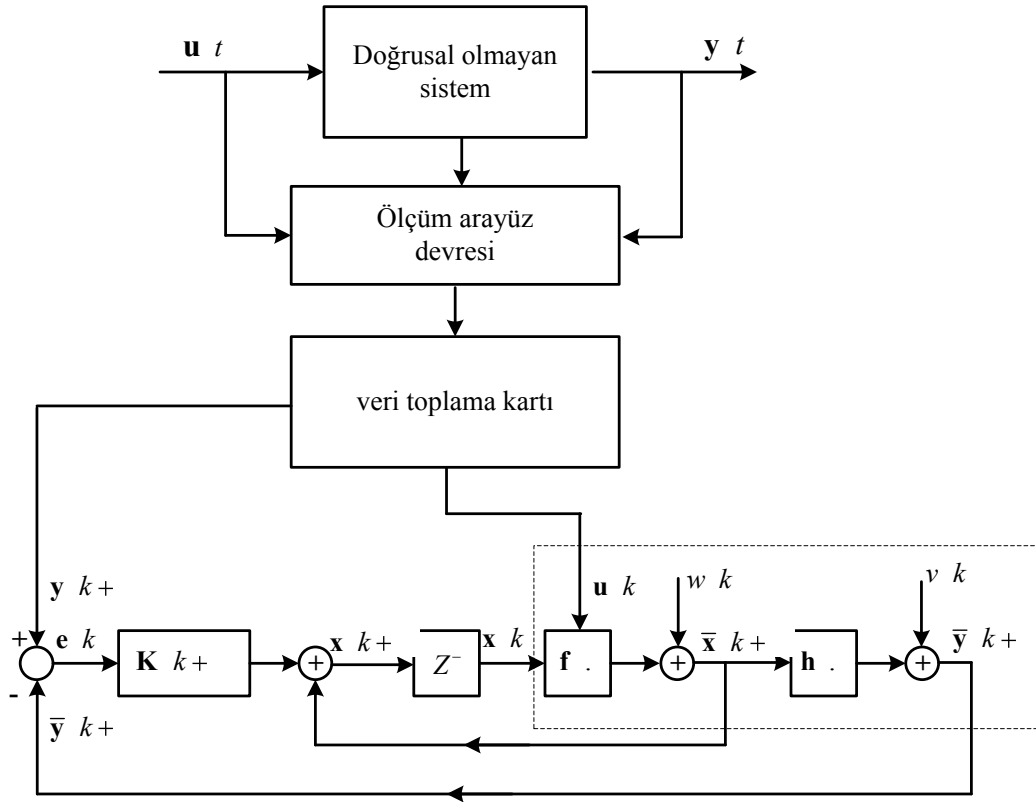 u t
y t
Doğrusal olmayan
sistem
Ölçüm arayüz
devresi
veri toplama kartı
y k +
u k
w k
v k
+
e k
K k +
+
x k +
Z⁻
x k
f .
+
x̄ k +
h .
+
ȳ k +
-
ȳ k +